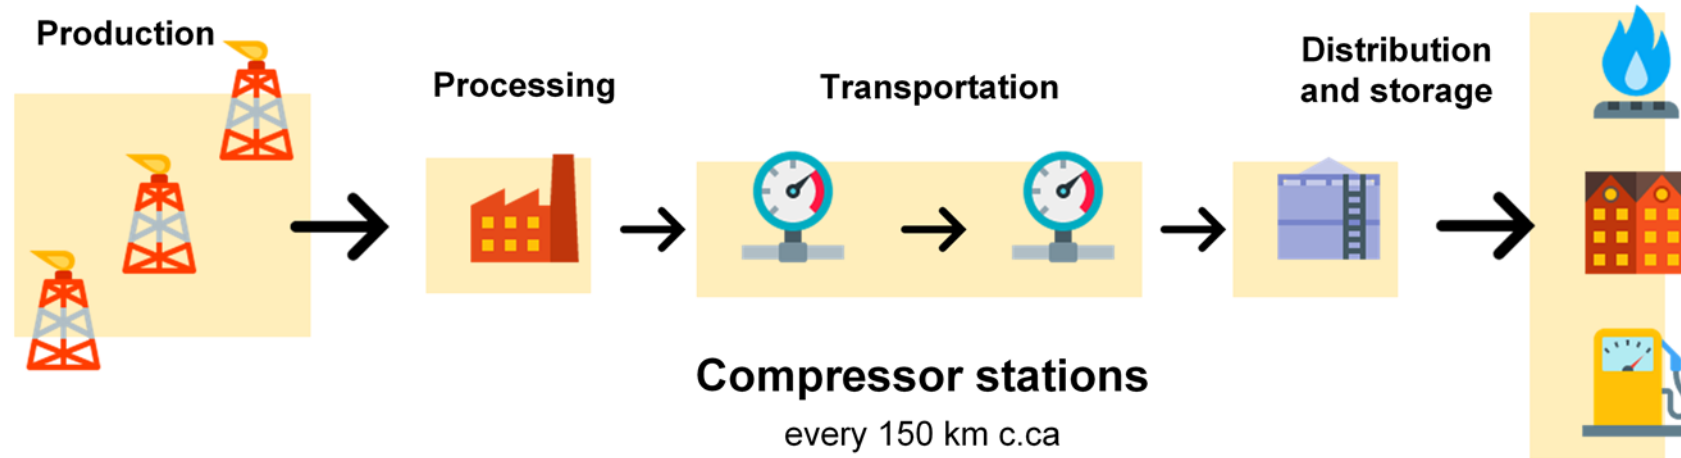 Production
Processing
Transportation
Distribution
and storage
Compressor stations
every 150 km c.ca